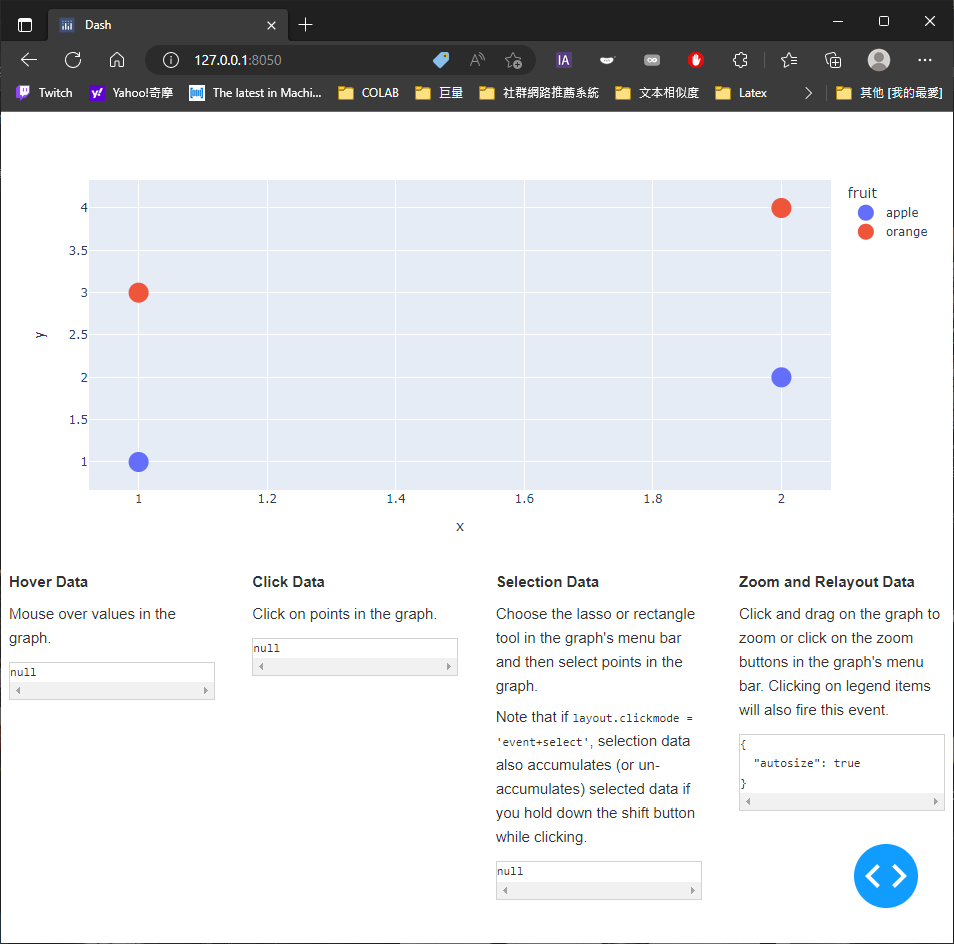 Dash
127.0.0.1:8050
IA
Twitch
Yahoo!奇摩
The latest in Machi...
COLAB
巨量
社群網路推薦系統
文本相似度
Latex
其他 [我的最愛]
fruit
apple
orange
4
3.5
3
2.5
2
1.5
1
y
1 1.2 1.4 1.6 1.8 2
x
Hover Data
Mouse over values in the
graph.
null
Click Data
Click on points in the graph.
null
Selection Data
Choose the lasso or rectangle
tool in the graph's menu bar
and then select points in the
graph.
Note that if layout.clickmode =
'event+select', selection data
also accumulates (or un-
accumulates) selected data if
you hold down the shift button
while clicking.
null
Zoom and Relayout Data
Click and drag on the graph to
zoom or click on the zoom
buttons in the graph's menu
bar. Clicking on legend items
will also fire this event.
{
"autosize": true
}